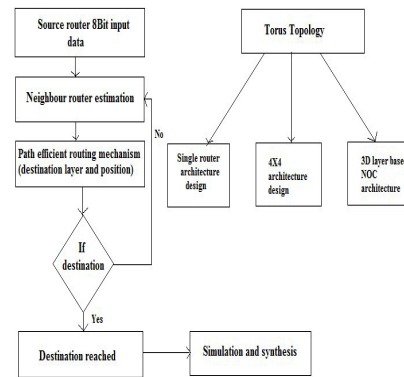 Source router 8Bit input
data
Neighbour router estimation
Path efficient routing mechanism
(destination layer and position)
If
destination
No
Yes
Destination reached
Simulation and synthesis
Torus Topology
Single router
architecture
design
4X4
architecture
design
3D layer base
NOC
architecture